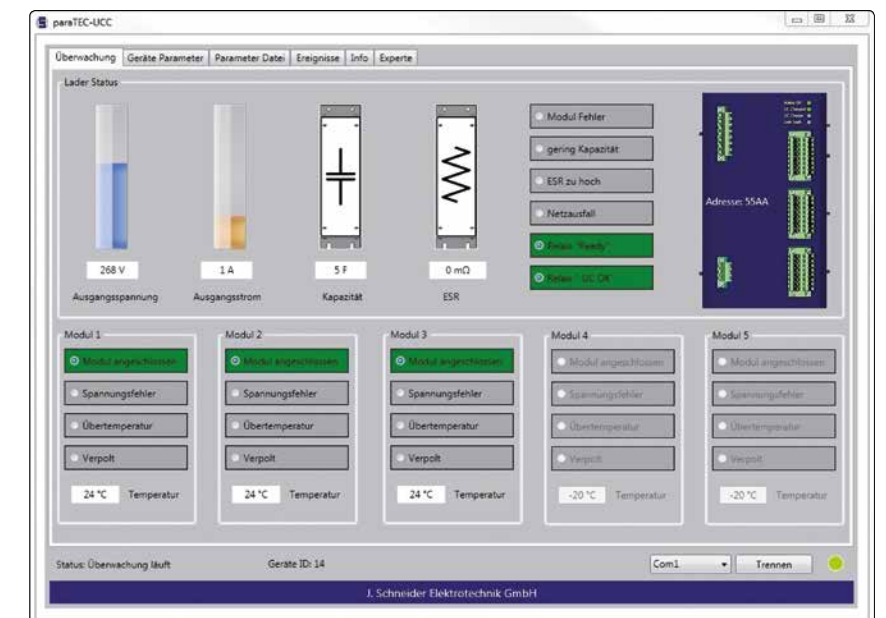 paraTEC-UCC
Überwachung Geräte Parameter Parameter Datei Ereignisse Info Experte
Lader Status
Modul Fehler
gering Kapazität
ESR zu hoch
Netzausfall
Relais "Ready"
Relais " UC OK"
Adresse: 55AA
268 V 1 A 5 F 0 mΩ
Ausgangsspannung Ausgangsstrom Kapazität ESR
Modul 1 Modul 2 Modul 3 Modul 4 Modul 5
Modul angeschlossen Modul angeschlossen Modul angeschlossen Modul angeschlossen Modul angeschlossen
Spannungsfehler Spannungsfehler Spannungsfehler Spannungsfehler Spannungsfehler
Übertemperatur Übertemperatur Übertemperatur Übertemperatur Übertemperatur
Verpolt Verpolt Verpolt Verpolt Verpolt
24 °C Temperatur 24 °C Temperatur 24 °C Temperatur -20 °C Temperatur -20 °C Temperatur
Status: Überwachung läuft Geräte ID: 14 Com1 Trennen
J. Schneider Elektrotechnik GmbH